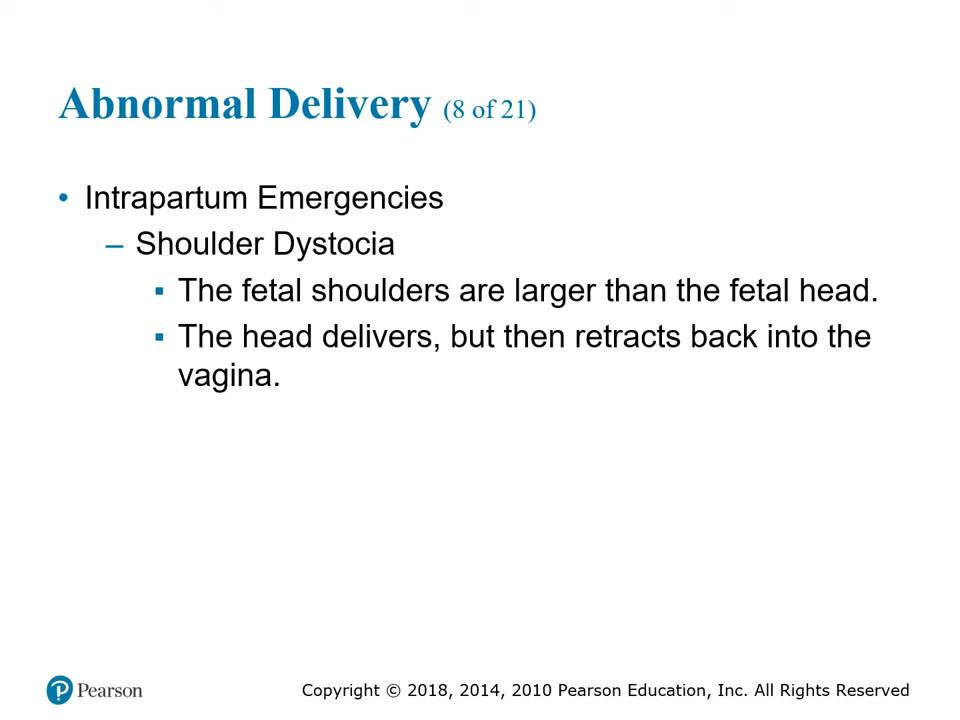 Abnormal Delivery (8 of 21)
• Intrapartum Emergencies
– Shoulder Dystocia
▪ The fetal shoulders are larger than the fetal head.
▪ The head delivers, but then retracts back into the
vagina.
Pearson
Copyright © 2018, 2014, 2010 Pearson Education, Inc. All Rights Reserved